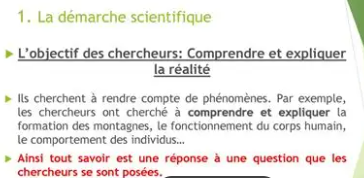 1. La démarche scientifique
L'objectif des chercheurs: Comprendre et expliquer
la réalité
Ils cherchent à rendre compte de phénomènes. Par exemple,
les chercheurs ont cherché à comprendre et expliquer la
formation des montagnes, le fonctionnement du corps humain,
le comportement des individus…
Ainsi tout savoir est une réponse à une question que les
chercheurs se sont posées.